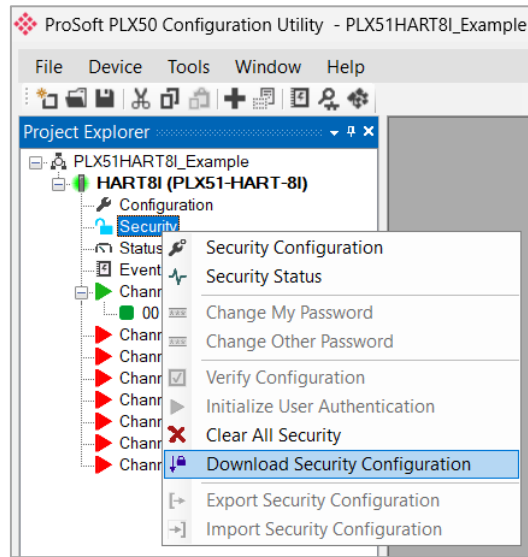 ProSoft PLX50 Configuration Utility - PLX51HART8I_Example
File Device Tools Window Help
Project Explorer
PLX51HART8I_Example
HART8I (PLX51-HART-8I)
Configuration
Security
Status
Event
Chann
00
Chann
Chann
Chann
Chann
Chann
Chann
Chann
Security Configuration
Security Status
Change My Password
Change Other Password
Verify Configuration
Initialize User Authentication
Clear All Security
Download Security Configuration
Export Security Configuration
Import Security Configuration